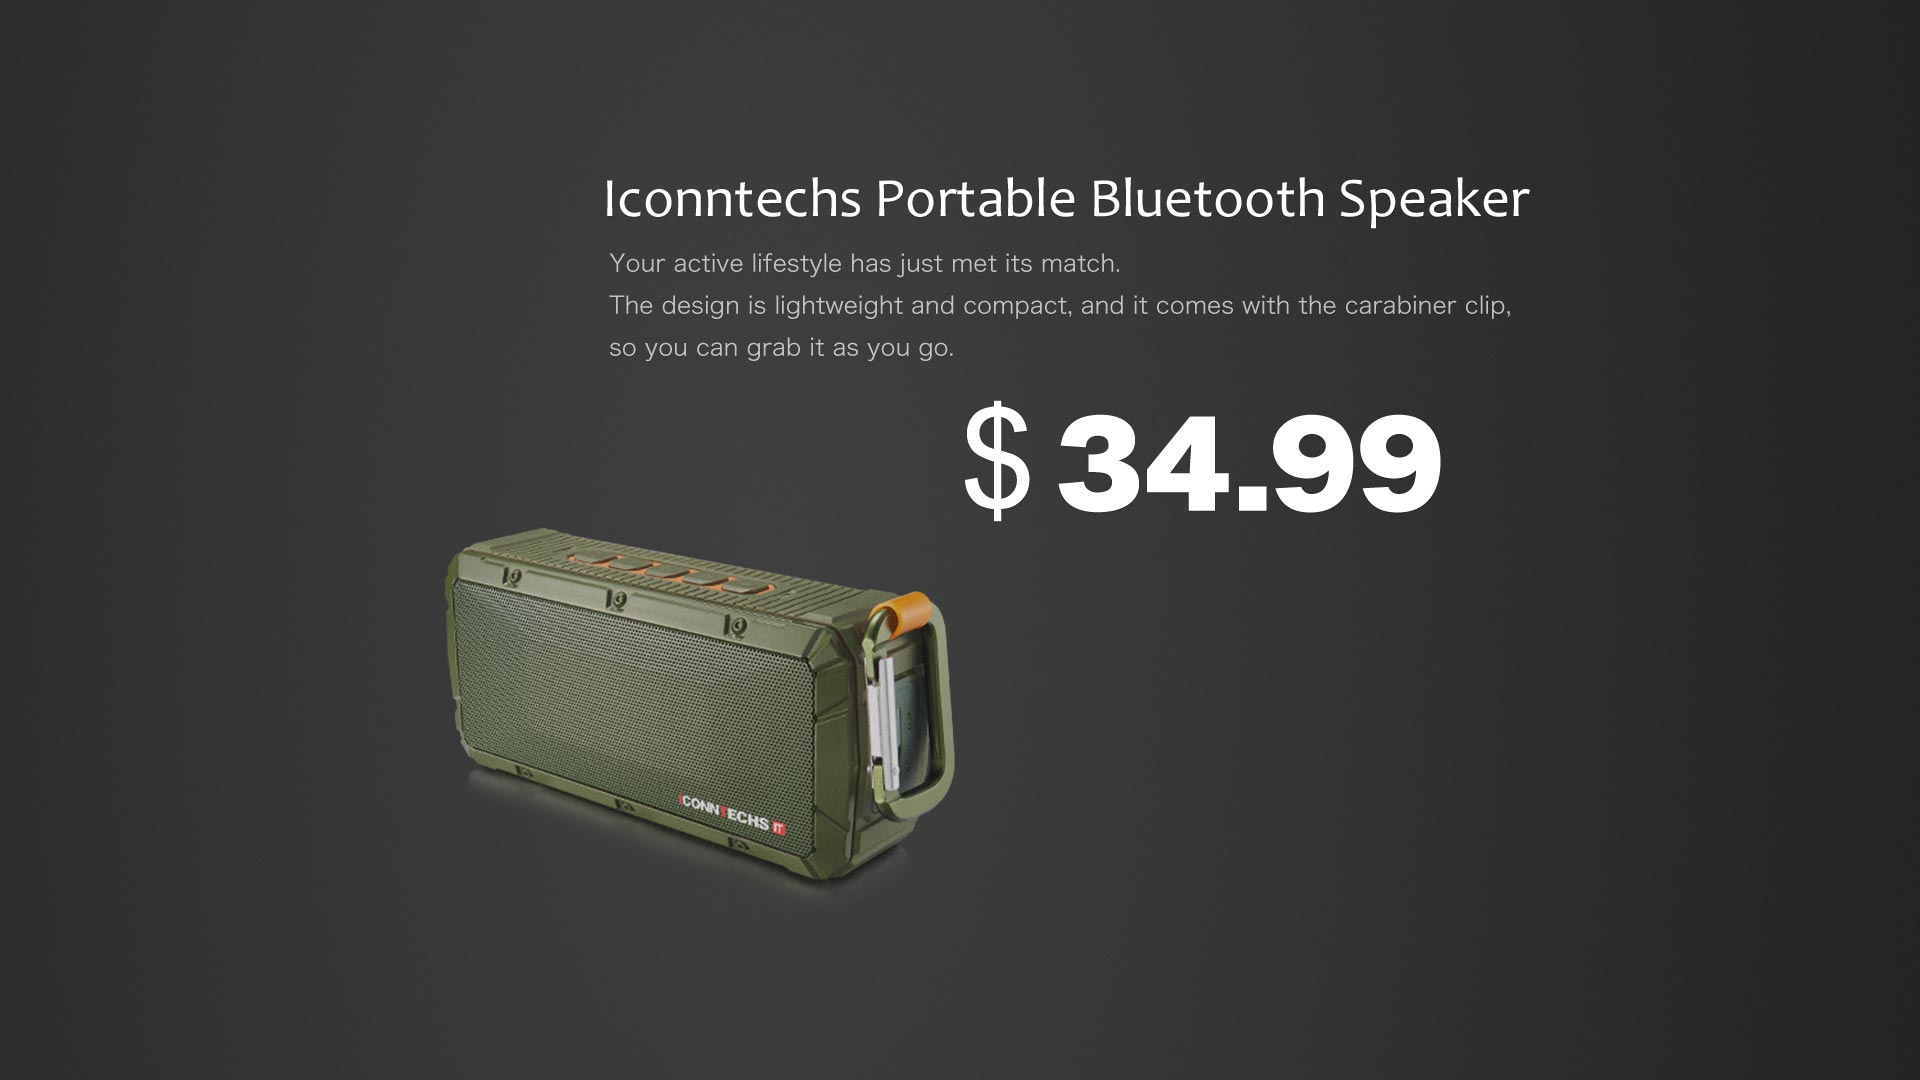 Iconntechs Portable Bluetooth Speaker
Your active lifestyle has just met its match.
The design is lightweight and compact, and it comes with the carabiner clip,
so you can grab it as you go.
$ 34.99
ICONNTECHS IT